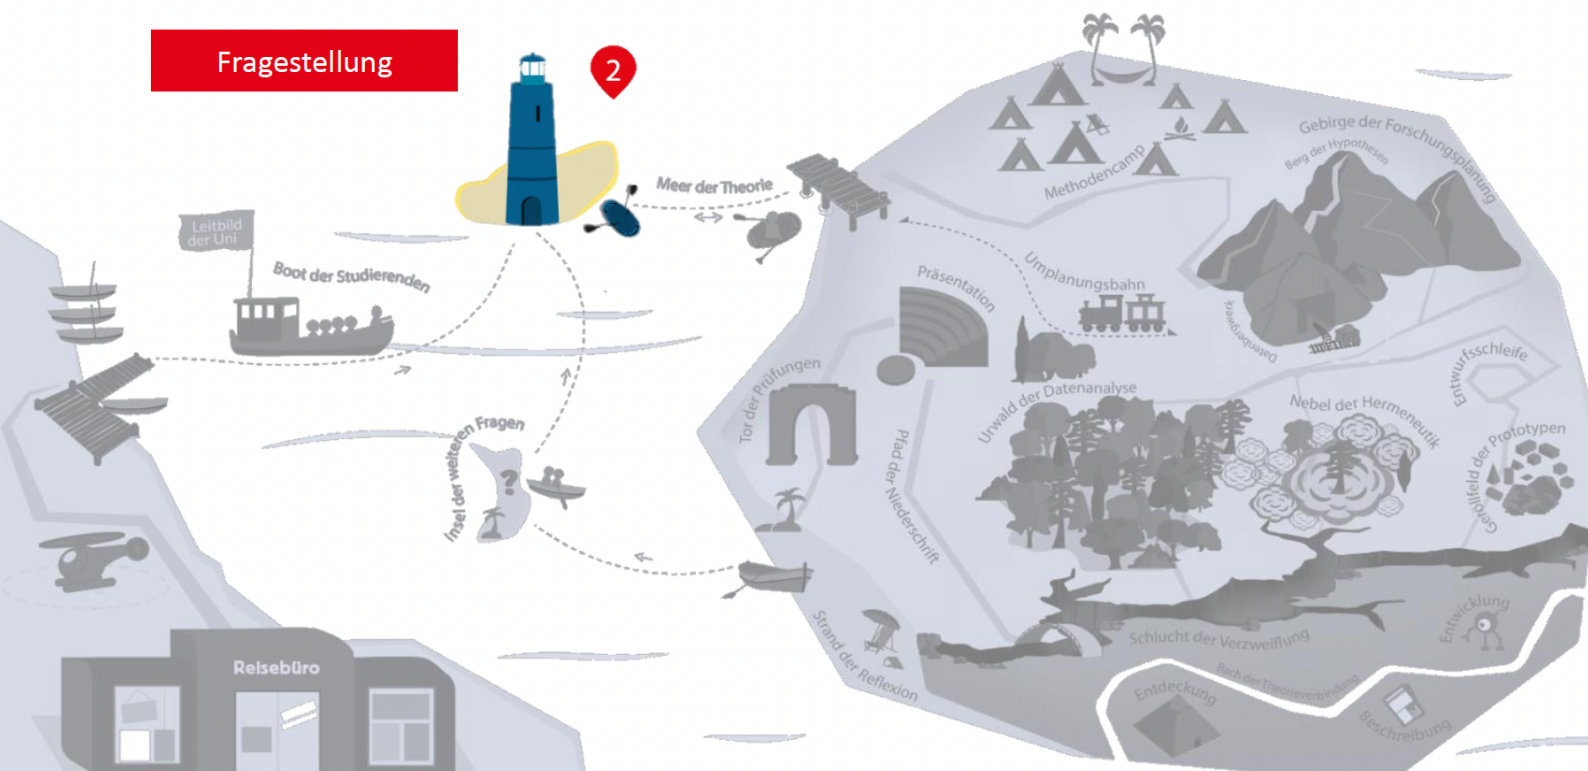 Fragestellung
2
Leitbild
der Uni
Boot der Studierenden
Meer der Theorie
Methodencamp
Gebirge der Forschungsplanung
Berg der Hypothesen
Umplanungsbahn
Datenbergwerk
Präsentation
Tor der Prüfungen
Urwald der Datenanalyse
Nebel der Hermeneutik
Entwurfsschleife
Geröllfeld der Prototypen
Pfad der Niederschrift
Insel der weiteren Fragen
?
Strand der Reflexion
Schlucht der Verzweiflung
Entwicklung
Bach der Theorieverbindung
Entdeckung
Beschreibung
Reisebüro